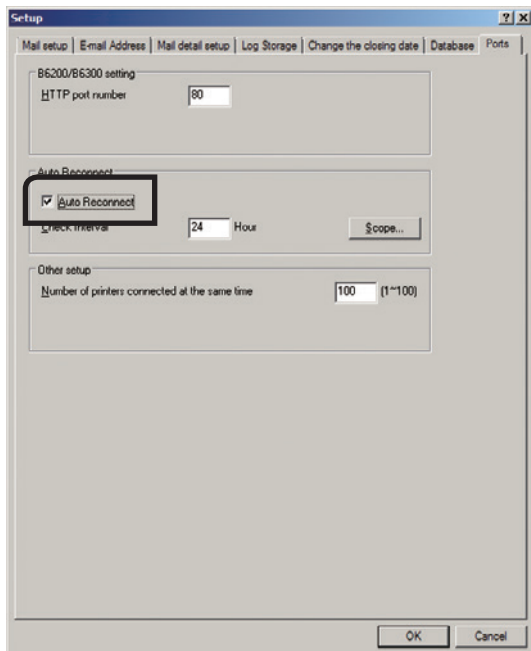 Setup
Mail setup E-mail Address Mail detail setup Log Storage Change the closing date Database Ports
B6200/B6300 setting
HTTP port number 80
Auto Reconnect
Auto Reconnect
Check Interval 24 Hour Scope...
Other setup
Number of printers connected at the same time 100 (1~100)
OK Cancel